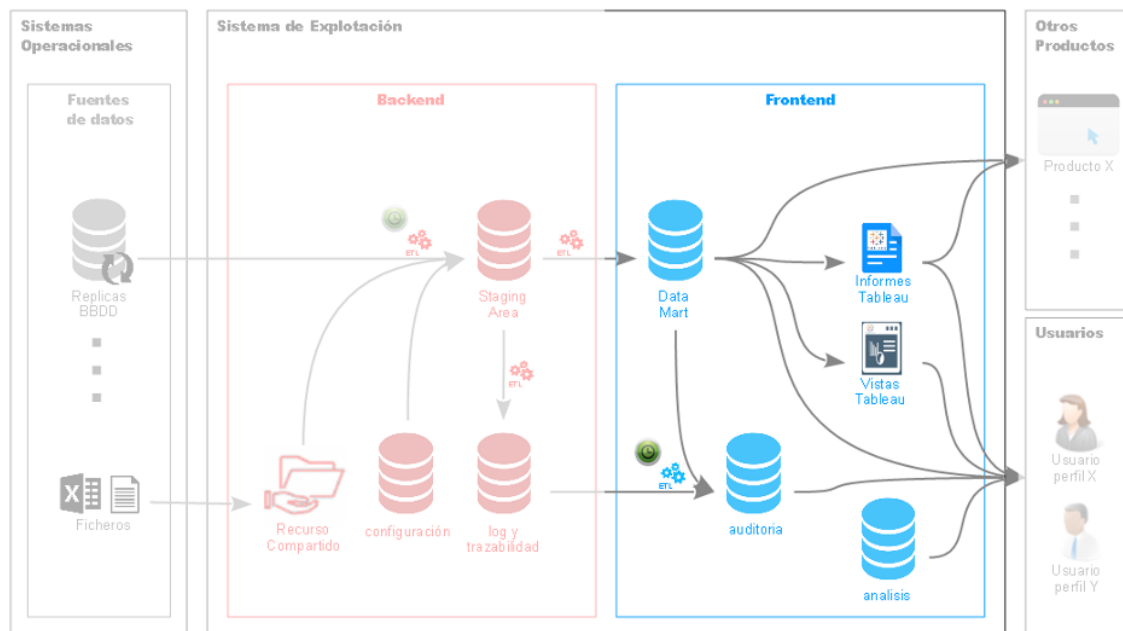 Sistemas
Operacionales
Fuentes
de datos
Replicas
BBDD
Ficheros
Sistema de Explotación
Backend
ETL
Staging
Area
ETL
ETL
Recurso
Compartido
configuración
log y
trazabilidad
Frontend
Data
Mart
Informes
Tableau
Vistas
Tableau
ETL
auditoria
analisis
Otros
Productos
Producto X
Usuarios
Usuario
perfil X
Usuario
perfil Y